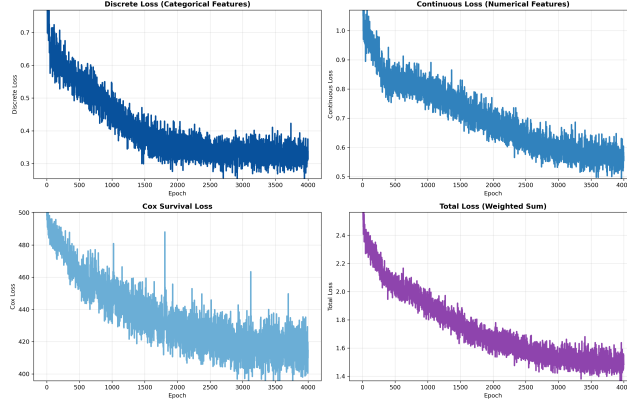 Discrete Loss (Categorical Features)
Continuous Loss (Numerical Features)
Discrete Loss
0.7
0.6
0.5
0.4
0.3
0 500 1000 1500 2000 2500 3000 3500 4000
Epoch
Continuous Loss
1.0
0.9
0.8
0.7
0.6
0.5
0 500 1000 1500 2000 2500 3000 3500 4000
Epoch
Cox Survival Loss
Total Loss (Weighted Sum)
Cox Loss
500
480
460
440
420
400
0 500 1000 1500 2000 2500 3000 3500 4000
Epoch
Total Loss
2.4
2.2
2.0
1.8
1.6
1.4
0 500 1000 1500 2000 2500 3000 3500 4000
Epoch